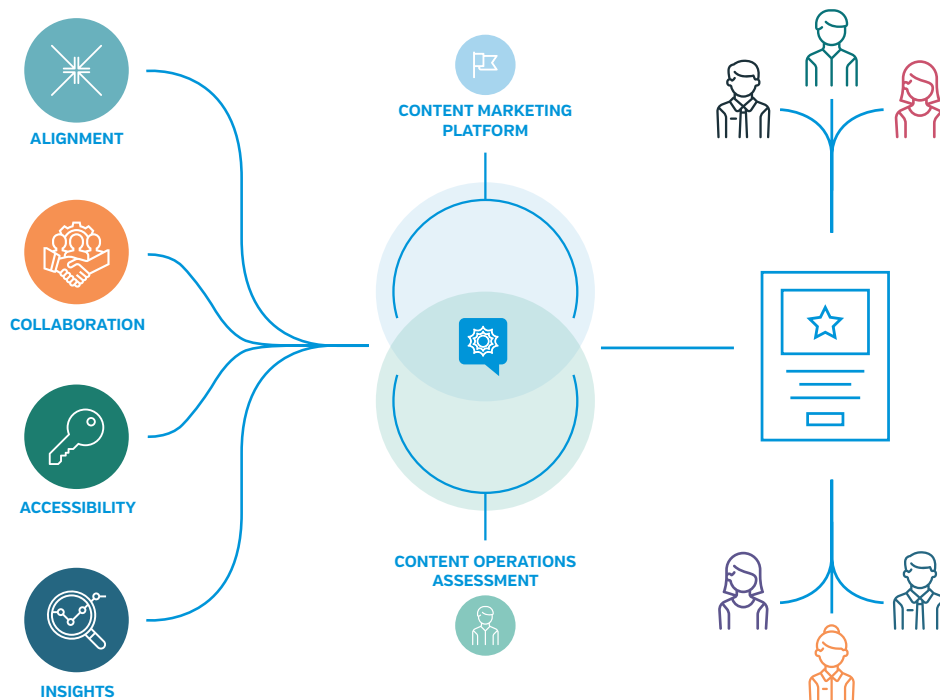 ALIGNMENT
COLLABORATION
ACCESSIBILITY
INSIGHTS
CONTENT MARKETING
PLATFORM
CONTENT OPERATIONS
ASSESSMENT